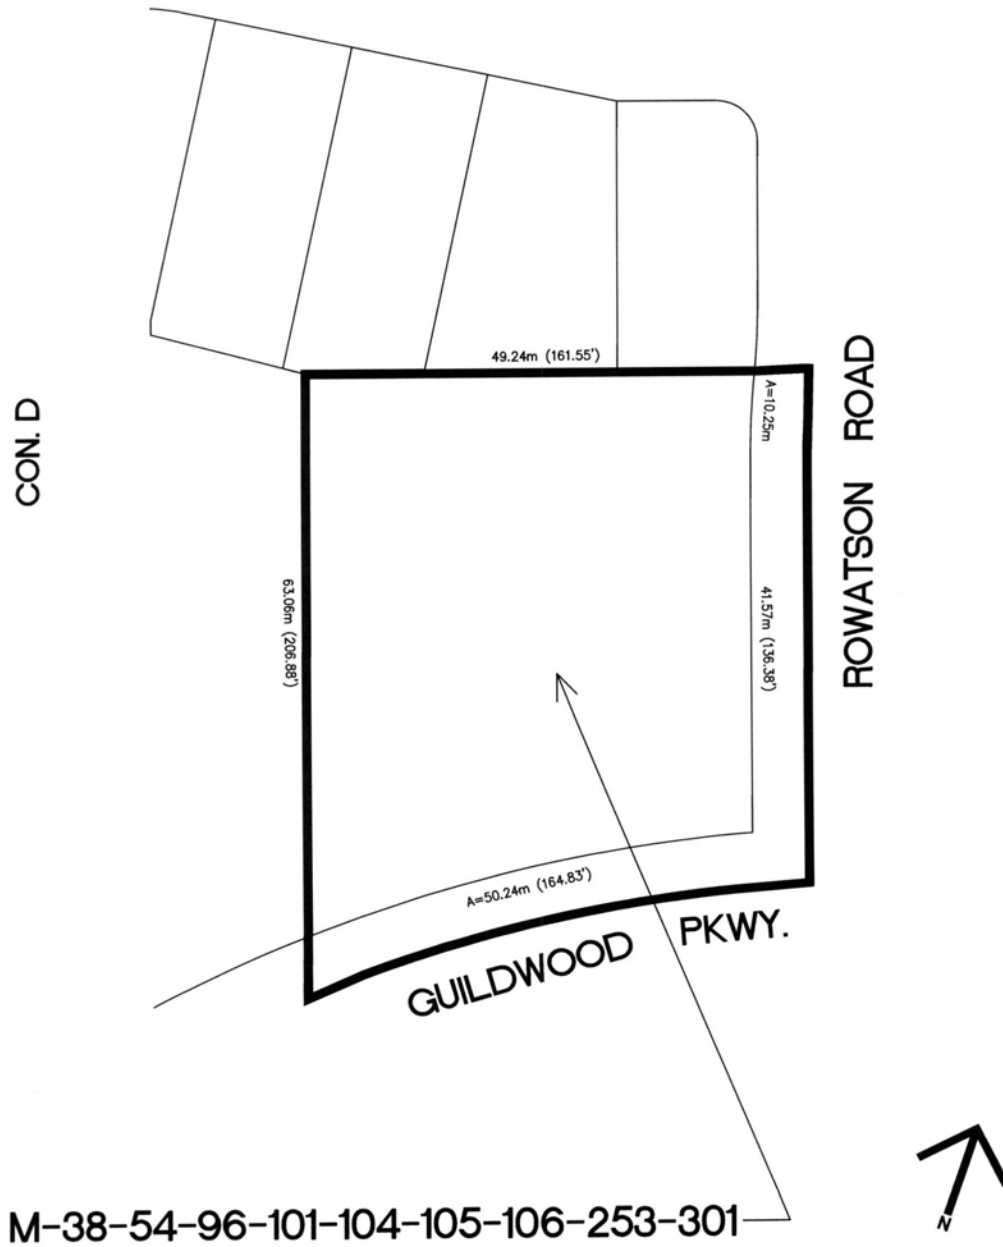 49.24m (161.55')
A=10.25m
ROWATSON ROAD
CON. D
63.06m (206.88')
41.57m (136.38')
A=50.24m (164.83')
GUILDWOOD PKWY.
M-38-54-96-101-104-105-106-253-301
N